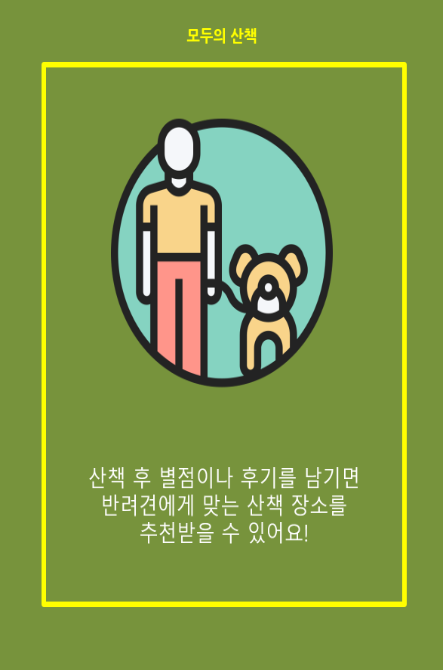 모두의 산책
산책 후 별점이나 후기를 남기면
반려견에게 맞는 산책 장소를
추천받을 수 있어요!